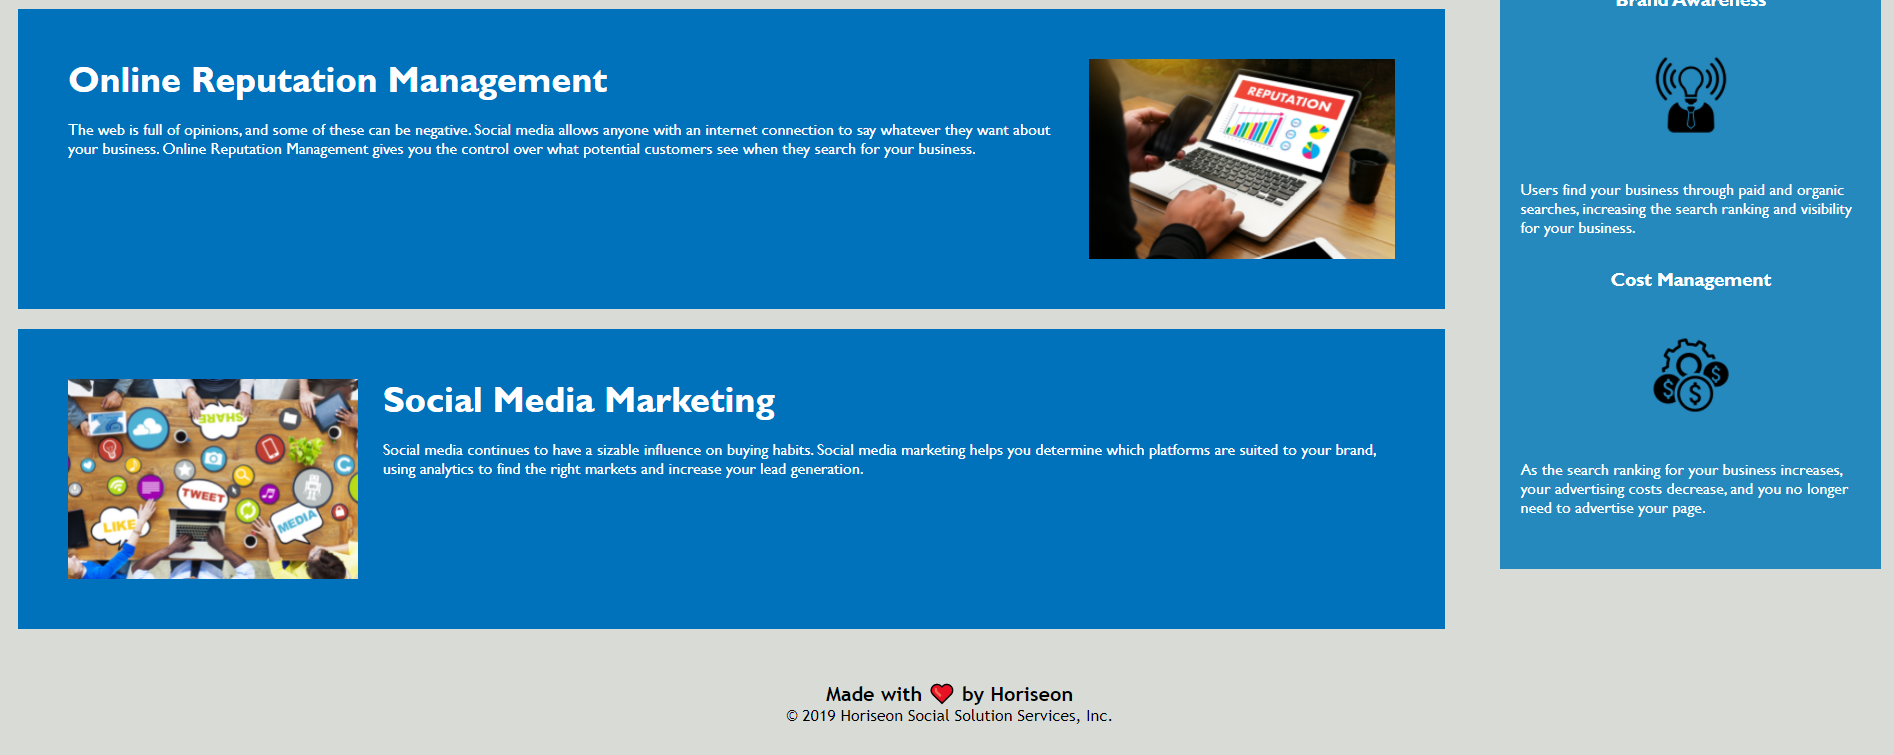 Online Reputation Management
The web is full of opinions, and some of these can be negative. Social media allows anyone with an internet connection to say whatever they want about
your business. Online Reputation Management gives you the control over what potential customers see when they search for your business.
REPUTATION
Social Media Marketing
Social media continues to have a sizable influence on buying habits. Social media marketing helps you determine which platforms are suited to your brand,
using analytics to find the right markets and increase your lead generation.
SHARE
TWEET
LIKE
MEDIA
Brand Awareness
Users find your business through paid and organic
searches, increasing the search ranking and visibility
for your business.
Cost Management
$
$
$
As the search ranking for your business increases,
your advertising costs decrease, and you no longer
need to advertise your page.
Made with ❤️ by Horiseon
© 2019 Horiseon Social Solution Services, Inc.